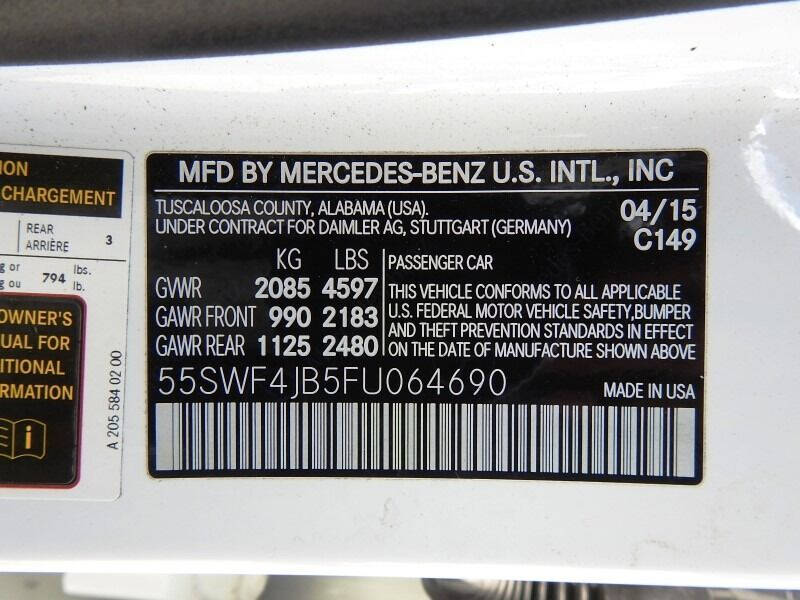 ION
CHARGEMENT
REAR
ARRIÈRE 3
g or 794 lbs.
g ou lb.
OWNER'S
UAL FOR
ITIONAL
RMATION
i
A 205 584 02 00
MFD BY MERCEDES-BENZ U.S. INTL., INC
TUSCALOOSA COUNTY, ALABAMA (USA). 04/15
UNDER CONTRACT FOR DAIMLER AG, STUTTGART (GERMANY) C149
KG LBS PASSENGER CAR
GVWR 2085 4597
GAWR FRONT 990 2183
GAWR REAR 1125 2480
THIS VEHICLE CONFORMS TO ALL APPLICABLE
U.S. FEDERAL MOTOR VEHICLE SAFETY,BUMPER
AND THEFT PREVENTION STANDARDS IN EFFECT
ON THE DATE OF MANUFACTURE SHOWN ABOVE
55SWF4JB5FU064690 MADE IN USA